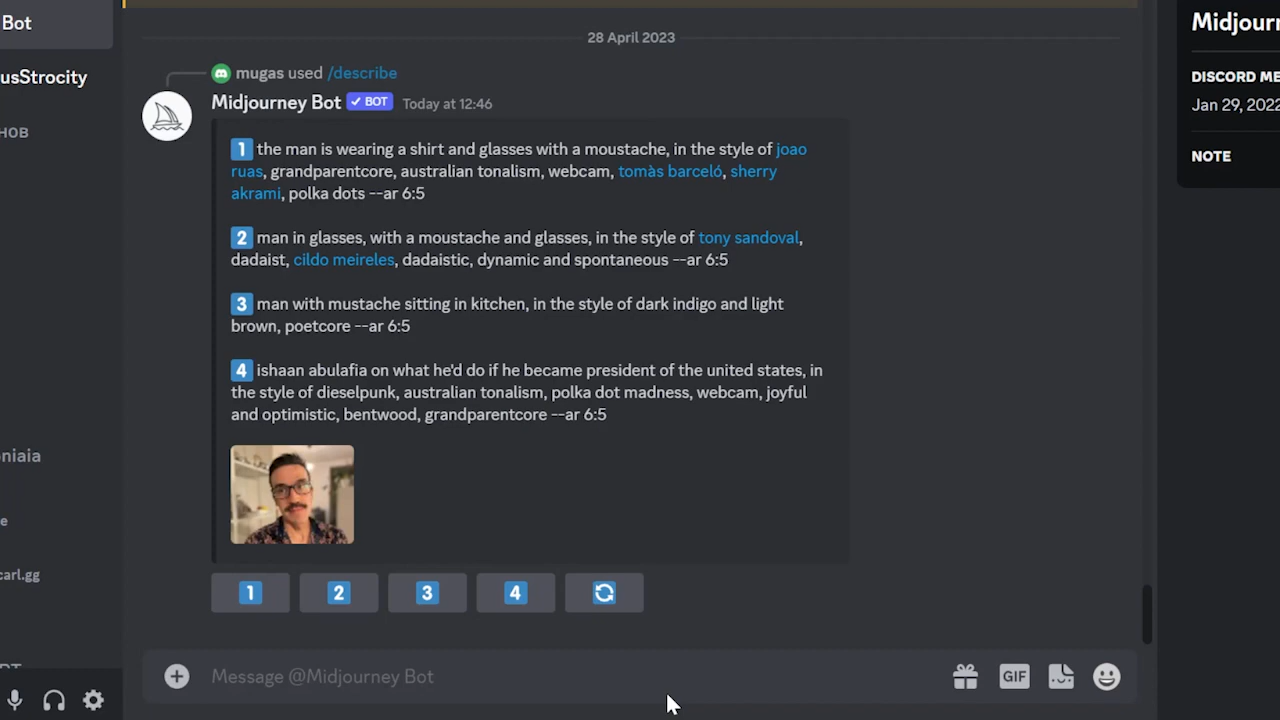 Bot
usStrocity
HOB
oniaia
e
carl.gg
28 April 2023
mugas used /describe
Midjourney Bot ✓ BOT Today at 12:46
1 the man is wearing a shirt and glasses with a moustache, in the style of joao
ruas, grandparentcore, australian tonalism, webcam, tomàs barceló, sherry
akrami, polka dots --ar 6:5
2 man in glasses, with a moustache and glasses, in the style of tony sandoval,
dadaist, cildo meireles, dadaistic, dynamic and spontaneous --ar 6:5
3 man with mustache sitting in kitchen, in the style of dark indigo and light
brown, poetcore --ar 6:5
4 ishaan abulafia on what he'd do if he became president of the united states, in
the style of dieselpunk, australian tonalism, polka dot madness, webcam, joyful
and optimistic, bentwood, grandparentcore --ar 6:5
1 2 3 4
Message @Midjourney Bot
GIF
Midjour
DISCORD ME
Jan 29, 2022
NOTE